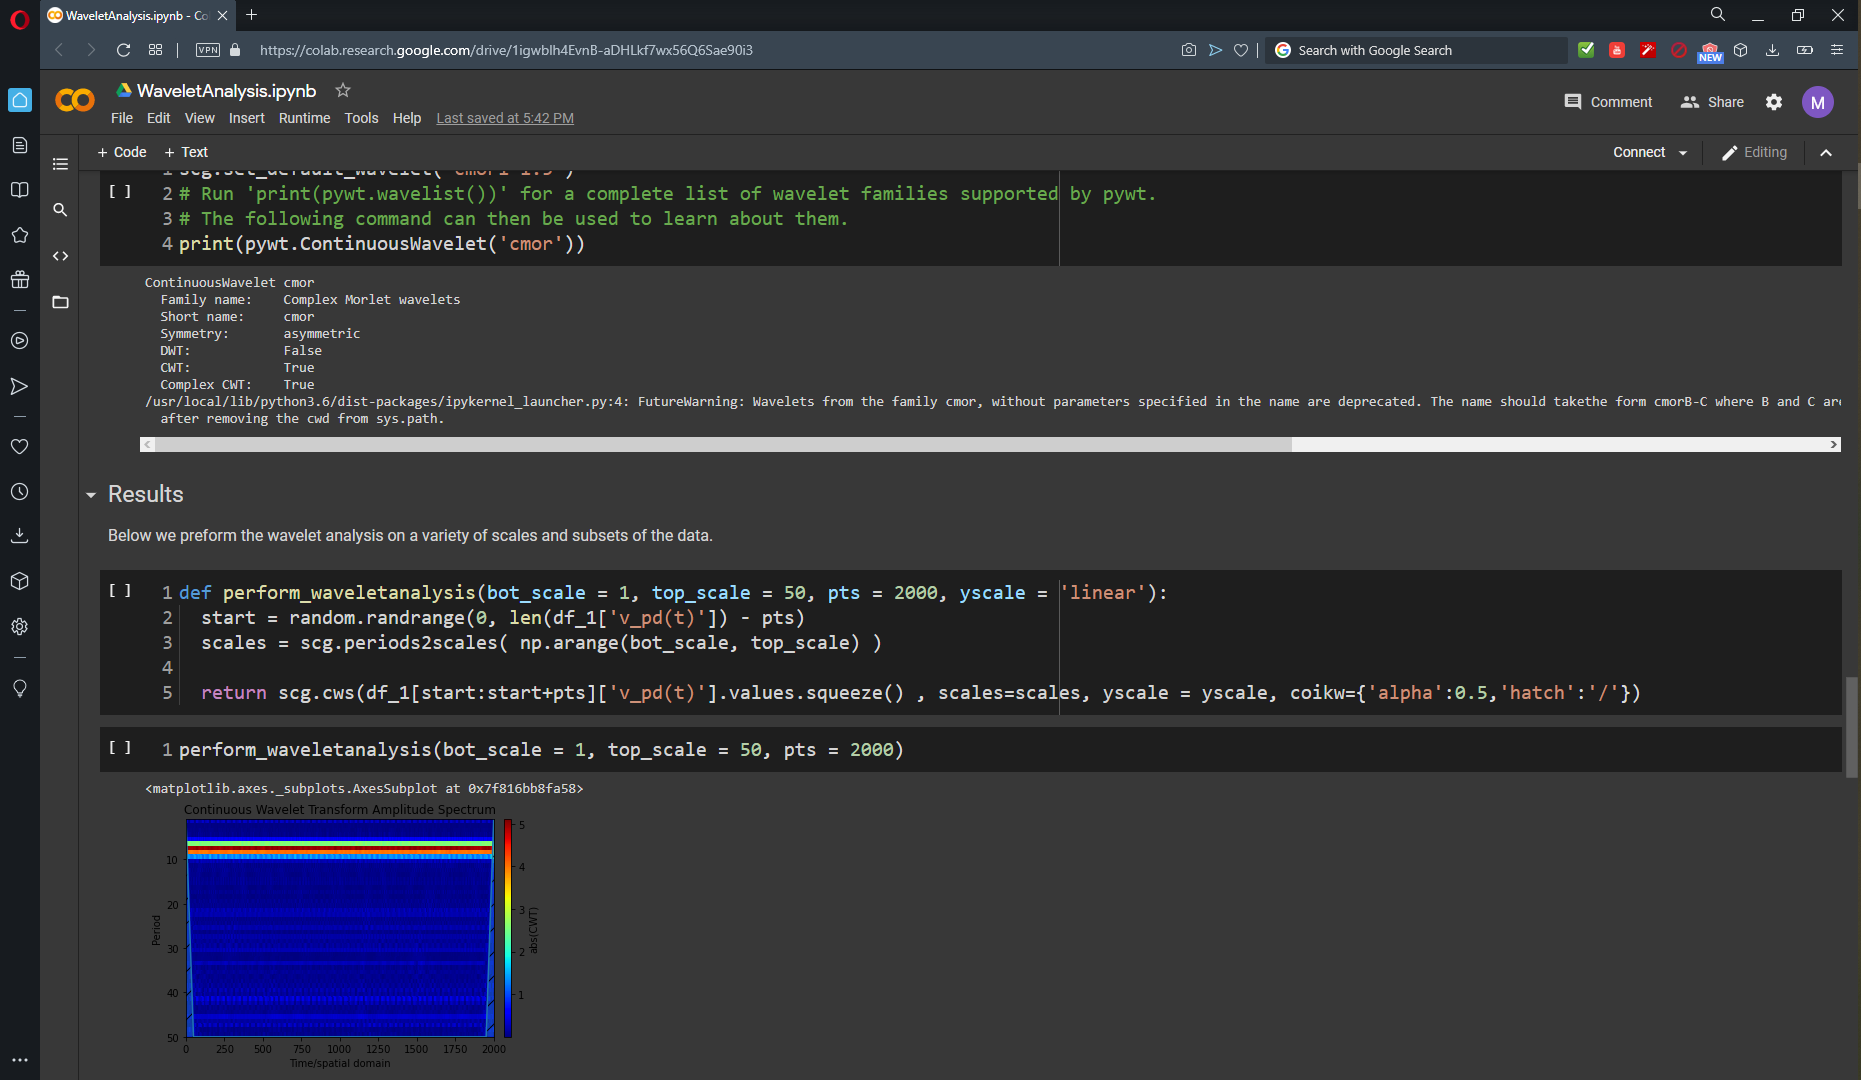 WaveletAnalysis.ipynb - Co
VPN
https://colab.research.google.com/drive/1igwblh4EvnB-aDHLkf7wx56Q6Sae90i3
Search with Google Search
NEW
WaveletAnalysis.ipynb
Comment
Share
M
File Edit View Insert Runtime Tools Help Last saved at 5:42 PM
+ Code + Text
Connect
Editing
[ ]
2 # Run 'print(pywt.wavelist())' for a complete list of wavelet families supported by pywt.
3 # The following command can then be used to learn about them.
4 print(pywt.ContinuousWavelet('cmor'))
ContinuousWavelet cmor
Family name: Complex Morlet wavelets
Short name: cmor
Symmetry: asymmetric
DWT: False
CWT: True
Complex CWT: True
/usr/local/lib/python3.6/dist-packages/ipykernel_launcher.py:4: FutureWarning: Wavelets from the family cmor, without parameters specified in the name are deprecated. The name should takethe form cmorB-C where B and C are
after removing the cwd from sys.path.
Results
Below we preform the wavelet analysis on a variety of scales and subsets of the data.
[ ] 1 def perform_waveletanalysis(bot_scale = 1, top_scale = 50, pts = 2000, yscale = 'linear'):
2 start = random.randrange(0, len(df_1['v_pd(t)']) - pts)
3 scales = scg.periods2scales( np.arange(bot_scale, top_scale) )
4
5 return scg.cws(df_1[start:start+pts]['v_pd(t)'].values.squeeze() , scales=scales, yscale = yscale, coikw={'alpha':0.5,'hatch':'/'})
[ ] 1 perform_waveletanalysis(bot_scale = 1, top_scale = 50, pts = 2000)
<matplotlib.axes._subplots.AxesSubplot at 0x7f816bb8fa58>
Continuous Wavelet Transform Amplitude Spectrum
10
20
30
40
50
Period
0 250 500 750 1000 1250 1500 1750 2000
Time/spatial domain
5
4
3
2
1
abs(CWT)